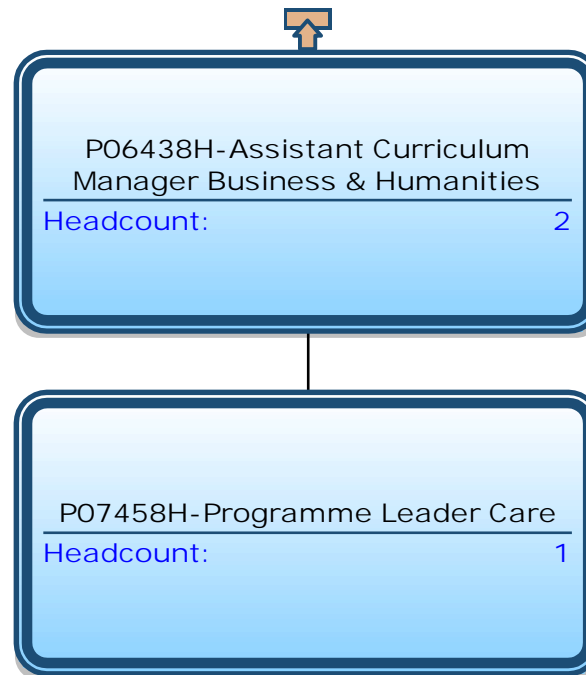 P06438H-Assistant Curriculum
Manager Business & Humanities
Headcount: 2
P07458H-Programme Leader Care
Headcount: 1